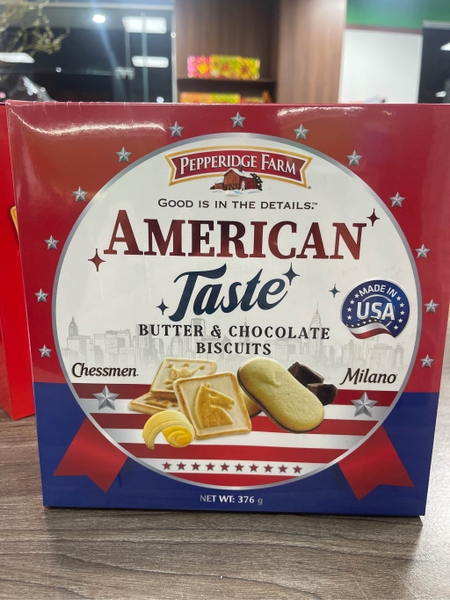 PEPPERIDGE FARM
GOOD IS IN THE DETAILS.™
AMERICAN
Taste
MADE IN
USA
BUTTER & CHOCOLATE
BISCUITS
Chessmen
Milano
NET WT: 376 g